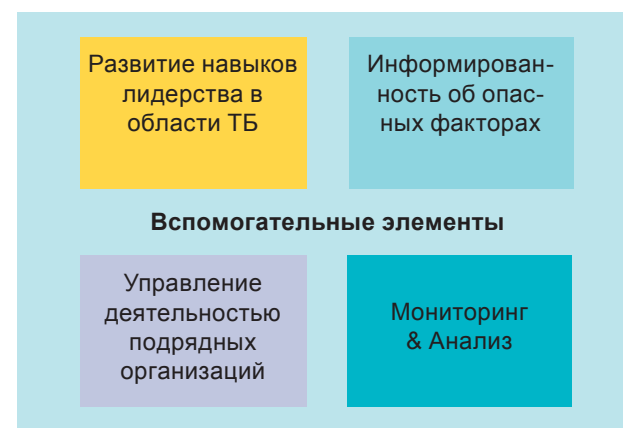 Развитие навыков
лидерства в
области ТБ
Информирован-
ность об опас-
ных факторах
Вспомогательные элементы
Управление
деятельностью
подрядных
организаций
Мониторинг
& Анализ